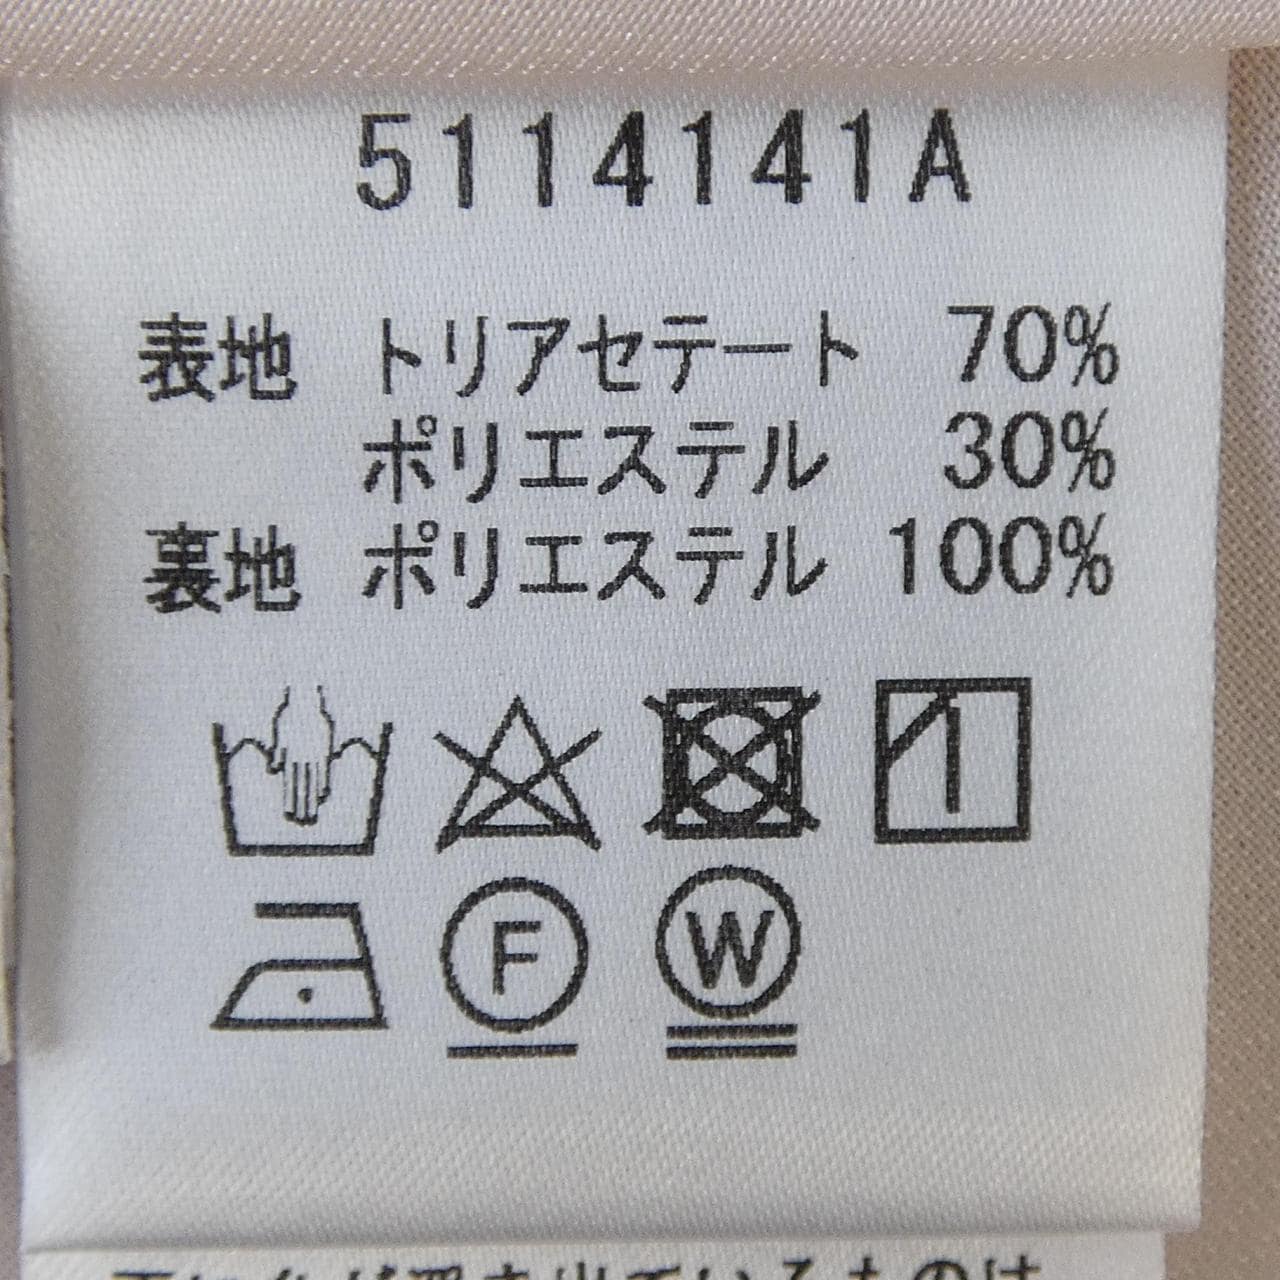 5114141A
表地 トリアセテート 70%
ポリエステル 30%
裏地 ポリエステル 100%
F W